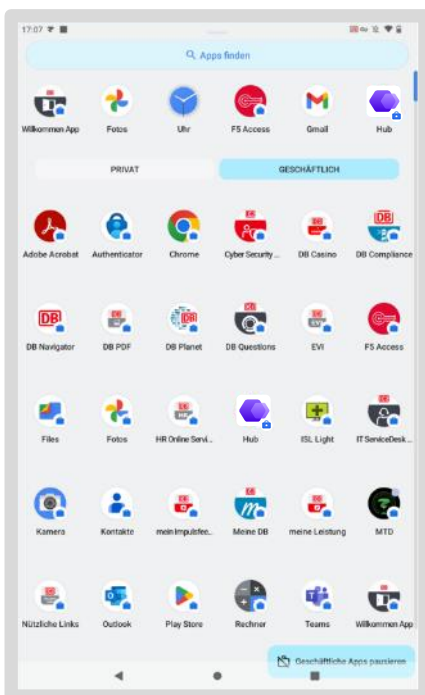 17:07
Apps finden
Willkommen App Fotos Uhr F5 Access Gmail Hub
PRIVAT GESCHÄFTLICH
Adobe Acrobat Authenticator Chrome Cyber Security ... DB Casino DB Compliance
DB Navigator DB PDF DB Planet DB Questions EVI F5 Access
Files Fotos HR Online Servi... Hub ISL Light IT ServiceDesk...
Kamera Kontakte mein Impulsfee... Meine DB meine Leistung MTD
Nützliche Links Outlook Play Store Rechner Teams Willkommen App
Geschäftliche Apps pausieren